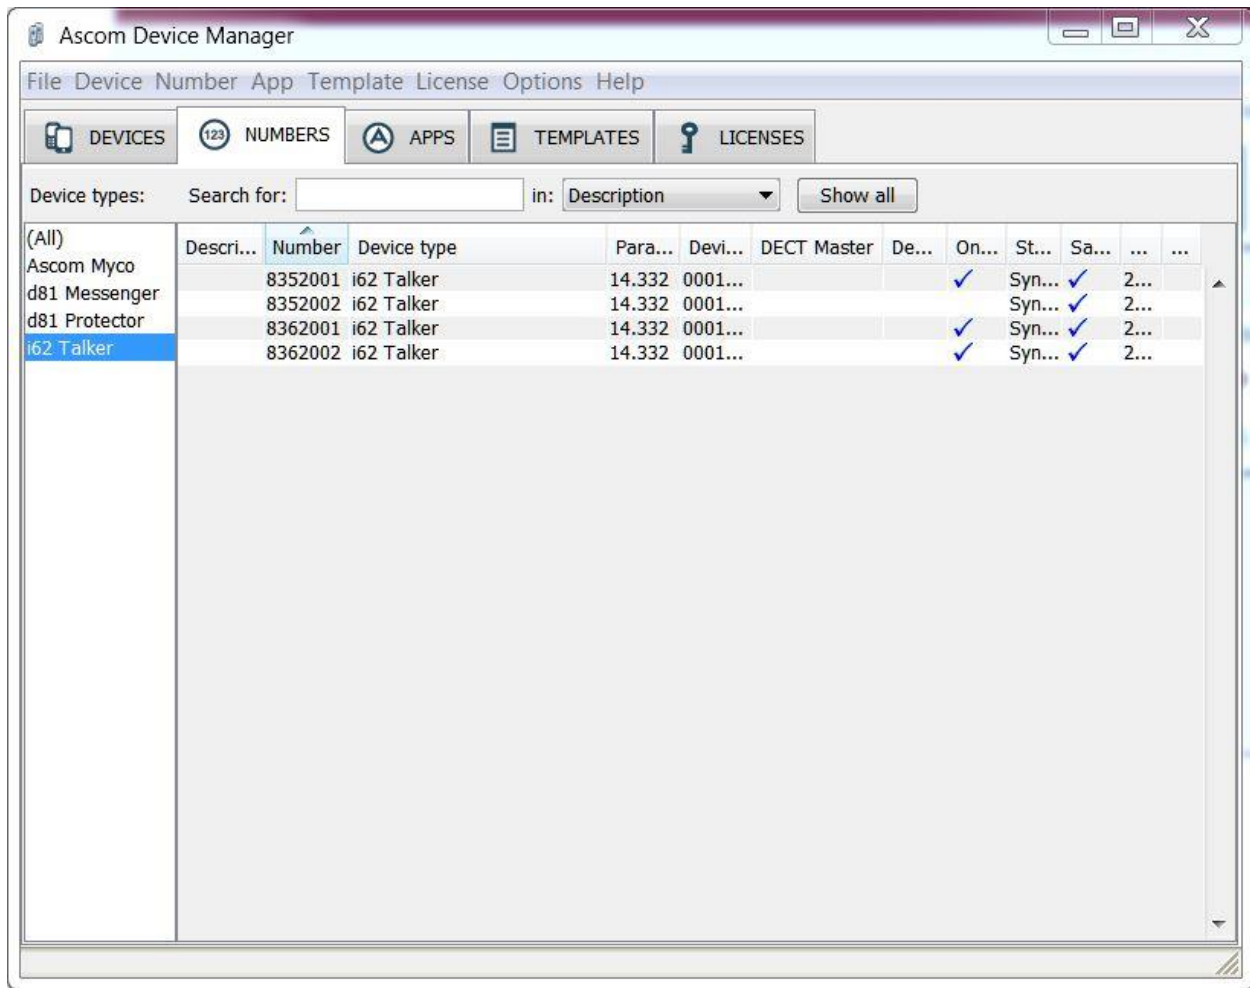 Ascom Device Manager
File Device Number App Template License Options Help
DEVICES 123 NUMBERS A APPS TEMPLATES LICENSES
Device types: Search for: in: Description Show all
(All)
Ascom Myco
d81 Messenger
d81 Protector
i62 Talker
Descri... Number Device type Para... Devi... DECT Master De... On... St... Sa... ... ...
8352001 i62 Talker 14.332 0001... ✓ Syn... ✓ 2...
8352002 i62 Talker 14.332 0001... Syn... ✓ 2...
8362001 i62 Talker 14.332 0001... ✓ Syn... ✓ 2...
8362002 i62 Talker 14.332 0001... ✓ Syn... ✓ 2...